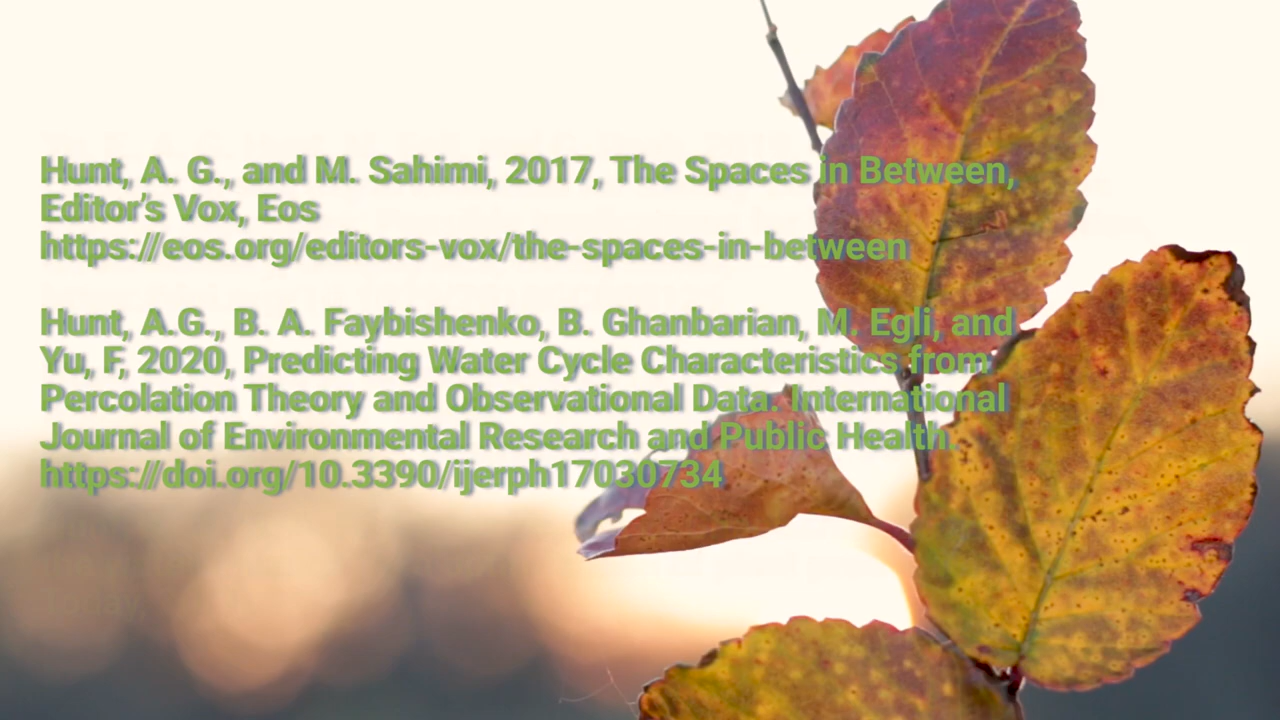 Hunt, A. G., and M. Sahimi, 2017, The Spaces in Between,
Editor's Vox, Eos
https://eos.org/editors-vox/the-spaces-in-between
Hunt, A.G., B. A. Faybishenko, B. Ghanbarian, M. Egli, and
Yu, F, 2020, Predicting Water Cycle Characteristics from
Percolation Theory and Observational Data. International
Journal of Environmental Research and Public Health.
https://doi.org/10.3390/ijerph17030734